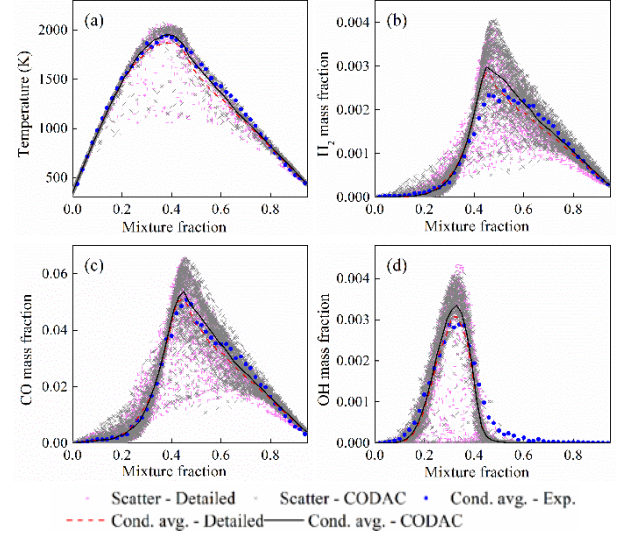 (a)
2000
1500
1000
500
Temperature (K)
0.0 0.2 0.4 0.6 0.8
Mixture fraction
(b)
0.004
0.003
0.002
0.001
0.000
H2 mass fraction
0.0 0.2 0.4 0.6 0.8
Mixture fraction
(c)
0.06
0.04
0.02
0.00
CO mass fraction
0.0 0.2 0.4 0.6 0.8
Mixture fraction
(d)
0.004
0.003
0.002
0.001
0.000
OH mass fraction
0.0 0.2 0.4 0.6 0.8
Mixture fraction
Scatter - Detailed Scatter - CODAC Cond. avg. - Exp.
Cond. avg. - Detailed Cond. avg. - CODAC